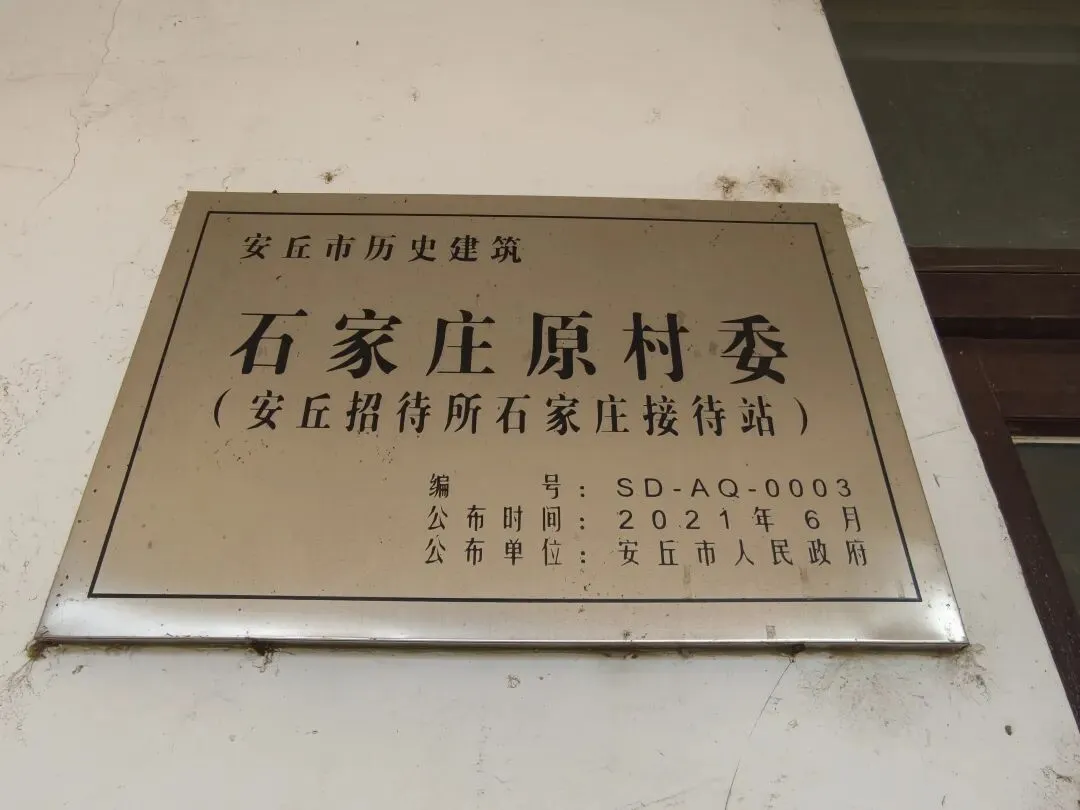 安丘市历史建筑
石家庄原村委
（安丘招待所石家庄接待站）
编 号：SD-AQ-0003
公布时间：2021年6月
公布单位：安丘市人民政府